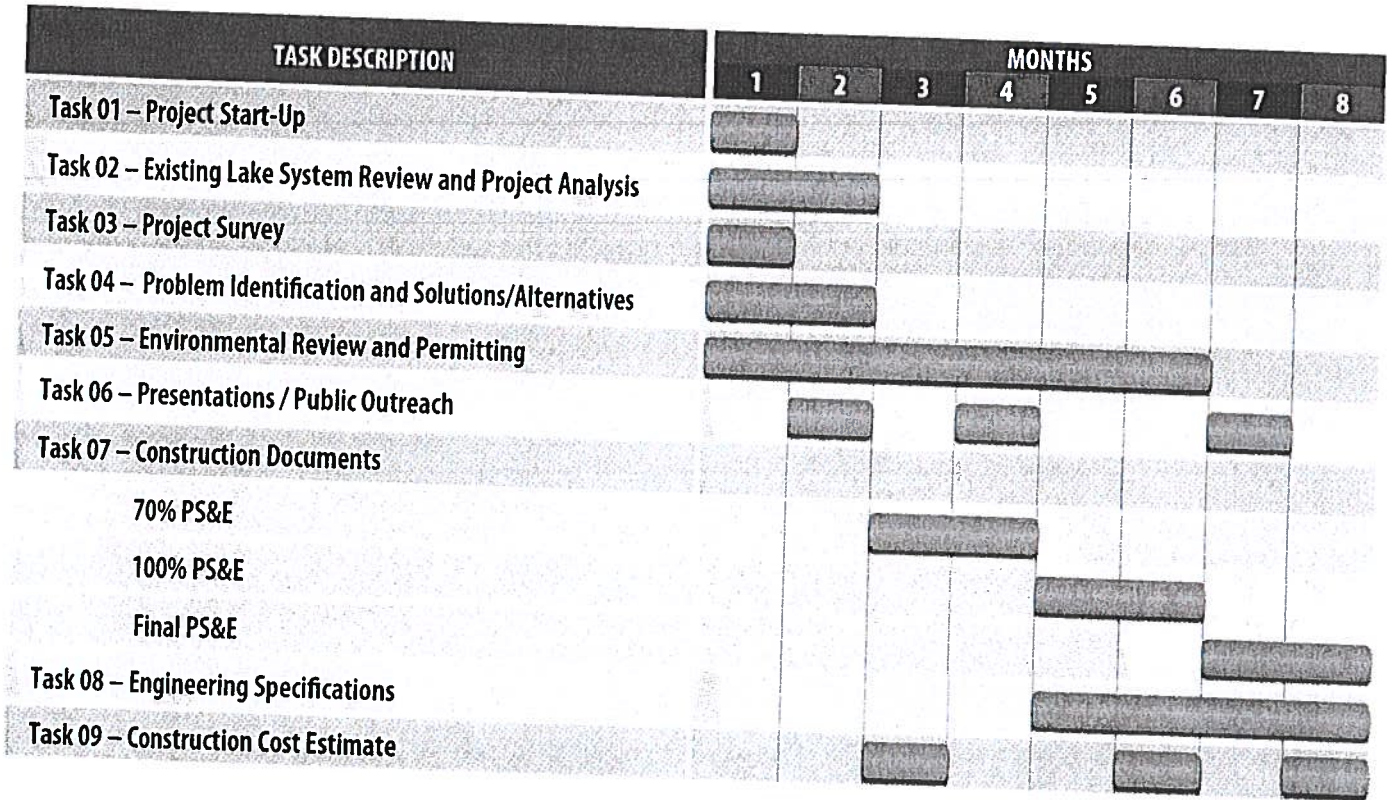 TASK DESCRIPTION
MONTHS
1 2 3 4 5 6 7 8
Task 01 – Project Start-Up
Task 02 – Existing Lake System Review and Project Analysis
Task 03 – Project Survey
Task 04 – Problem Identification and Solutions/Alternatives
Task 05 – Environmental Review and Permitting
Task 06 – Presentations / Public Outreach
Task 07 – Construction Documents
70% PS&E
100% PS&E
Final PS&E
Task 08 – Engineering Specifications
Task 09 – Construction Cost Estimate